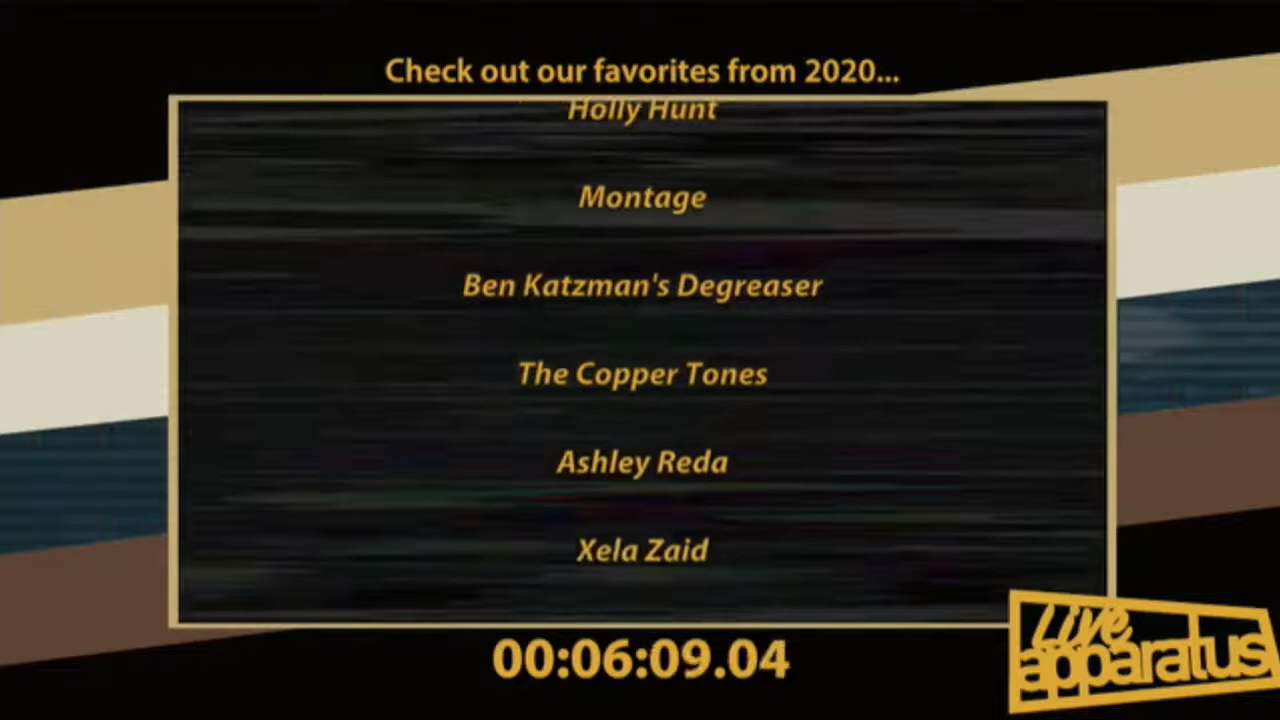 Check out our favorites from 2020...
Holly Hunt
Montage
Ben Katzman's Degreaser
The Copper Tones
Ashley Reda
Xela Zaid
00:06:09.04
Live
apparatus